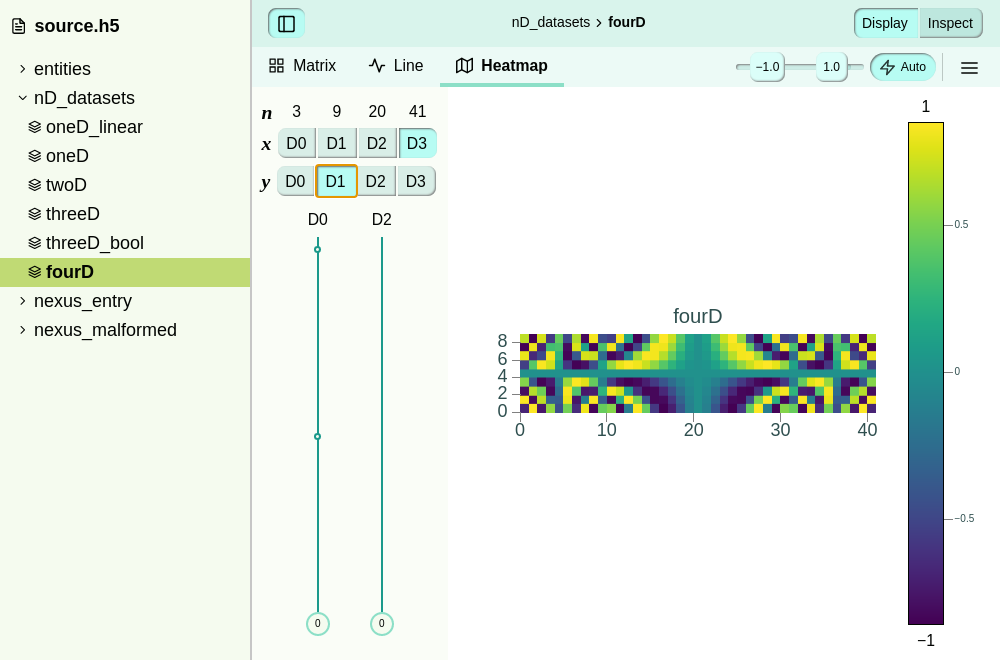 source.h5
nD_datasets › fourD
Display Inspect
entities
nD_datasets
oneD_linear
oneD
twoD
threeD
threeD_bool
fourD
nexus_entry
nexus_malformed
Matrix Line Heatmap
−1.0 1.0 Auto
n 3 9 20 41
x D0 D1 D2 D3
y D0 D1 D2 D3
D0 D2
0 0
fourD
8
6
4
2
0
0 10 20 30 40
1
0.5
0
−0.5
−1